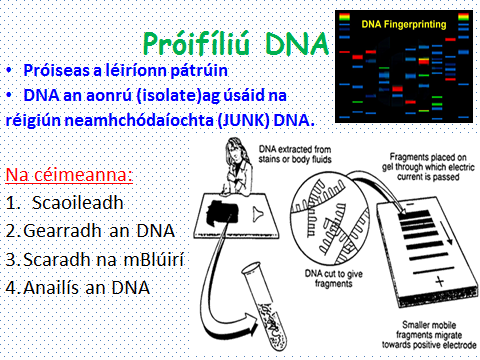 Próifíliú DNA
DNA Fingerprinting
• Próiseas a léiríonn pátrúin
• DNA an aonrú (isolate)ag úsáid na
réigiún neamhchódaíochta (JUNK) DNA.
Na céimeanna:
1. Scaoileadh
2.Gearradh an DNA
3.Scaradh na mBlúirí
4.Anailís an DNA
DNA extracted from
stains or body fluids
DNA cut to give
fragments
Fragments placed on
gel through which electric
current is passed
Smaller mobile
fragments migrate
towards positive electrode